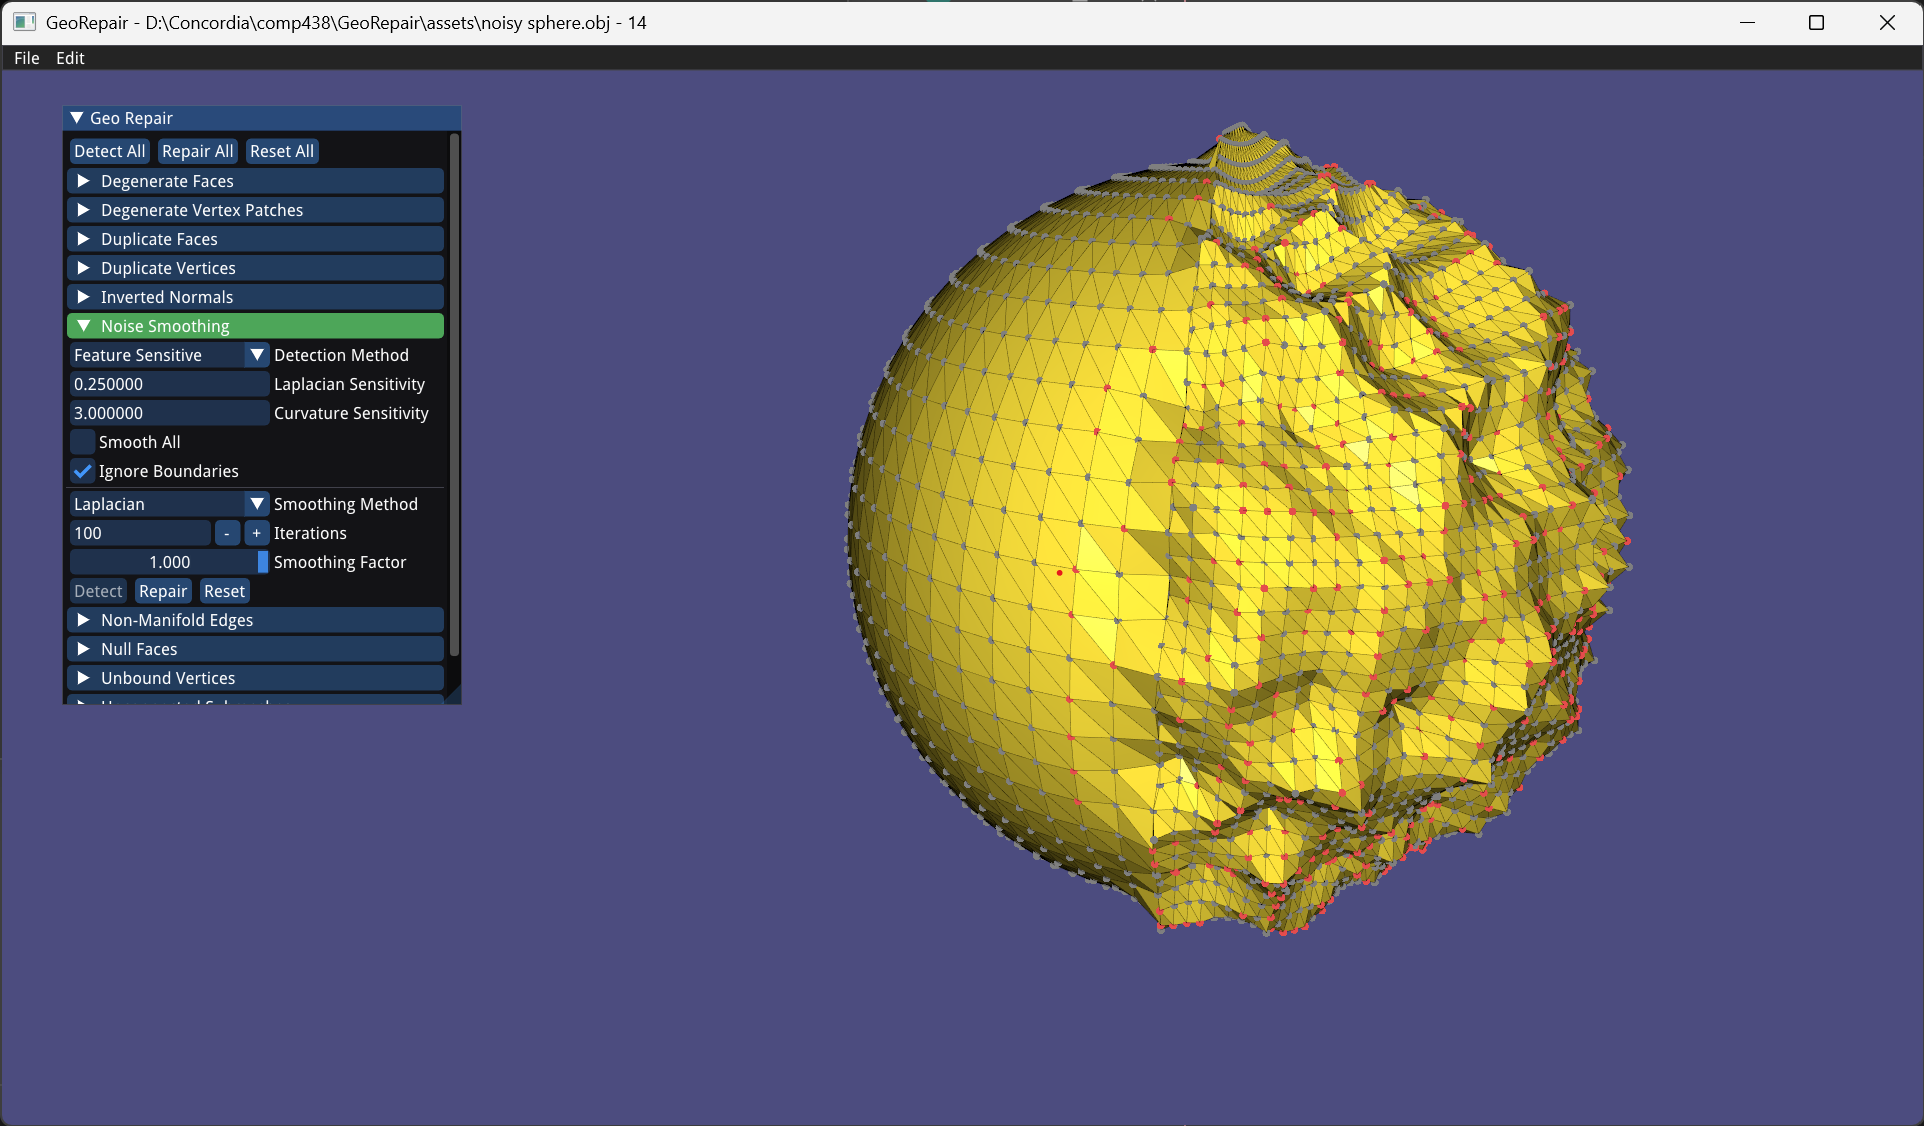 GeoRepair - D:\Concordia\comp438\GeoRepair\assets\noisy sphere.obj - 14
File Edit
Geo Repair
Detect All Repair All Reset All
Degenerate Faces
Degenerate Vertex Patches
Duplicate Faces
Duplicate Vertices
Inverted Normals
Noise Smoothing
Feature Sensitive Detection Method
0.250000 Laplacian Sensitivity
3.000000 Curvature Sensitivity
Smooth All
Ignore Boundaries
Laplacian Smoothing Method
100 - + Iterations
1.000 Smoothing Factor
Detect Repair Reset
Non-Manifold Edges
Null Faces
Unbound Vertices